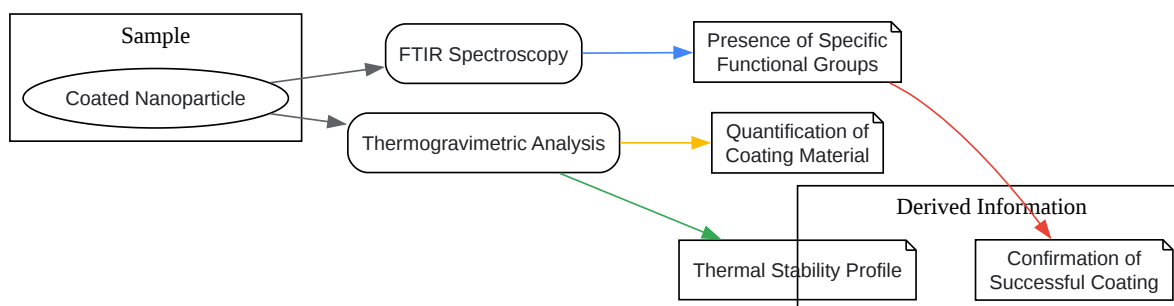 Sample
Coated Nanoparticle
FTIR Spectroscopy
Thermogravimetric Analysis
Presence of Specific
Functional Groups
Quantification of
Coating Material
Derived Information
Thermal Stability Profile
Confirmation of
Successful Coating